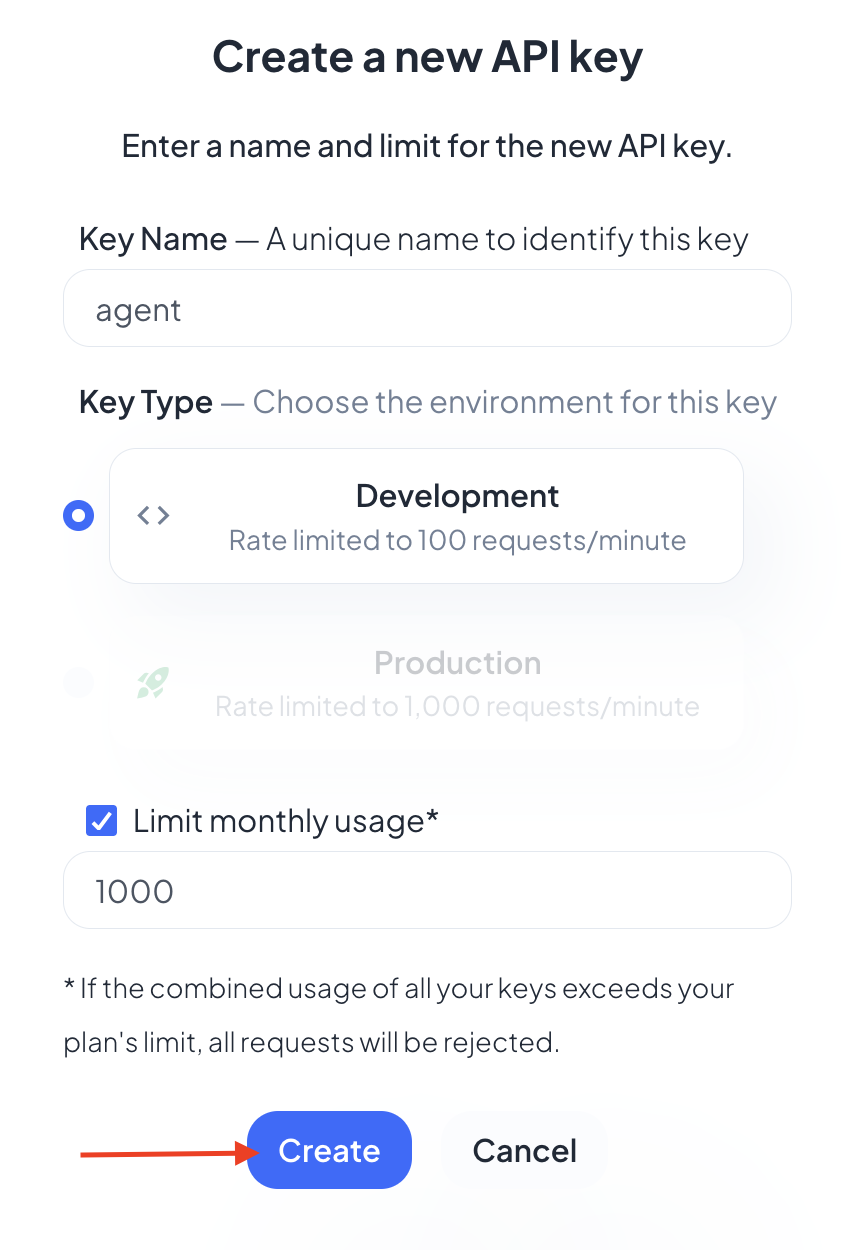 Create a new API key
Enter a name and limit for the new API key.
Key Name — A unique name to identify this key
agent
Key Type — Choose the environment for this key
Development
Rate limited to 100 requests/minute
Production
Rate limited to 1,000 requests/minute
Limit monthly usage*
1000
* If the combined usage of all your keys exceeds your
plan's limit, all requests will be rejected.
Create Cancel